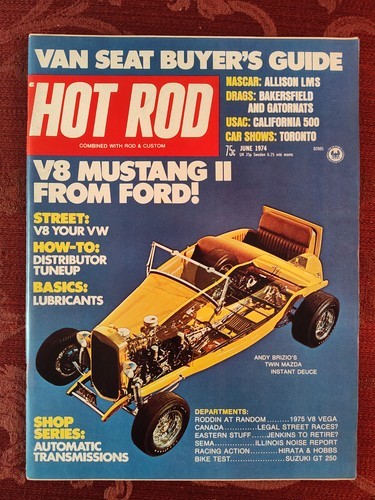 VAN SEAT BUYER'S GUIDE
HOT ROD
COMBINED WITH ROD & CUSTOM
NASCAR: ALLISON LMS
DRAGS: BAKERSFIELD
AND GATORNATS
USAC: CALIFORNIA 500
CAR SHOWS: TORONTO
75¢ JUNE 1974
V8 MUSTANG II
FROM FORD!
STREET:
V8 YOUR VW
HOW-TO:
DISTRIBUTOR
TUNEUP
BASICS:
LUBRICANTS
ANDY BRIZIO'S
TWIN MAZDA
INSTANT DEUCE
SHOP
SERIES:
AUTOMATIC
TRANSMISSIONS
DEPARTMENTS:
RODDIN AT RANDOM.........1975 V8 VEGA
CANADA..........LEGAL STREET RACES?
EASTERN STUFF.....JENKINS TO RETIRE?
SEMA................ILLINOIS NOISE REPORT
RACING ACTION..........HIRATA & HOBBS
BIKE TEST..................SUZUKI GT 250